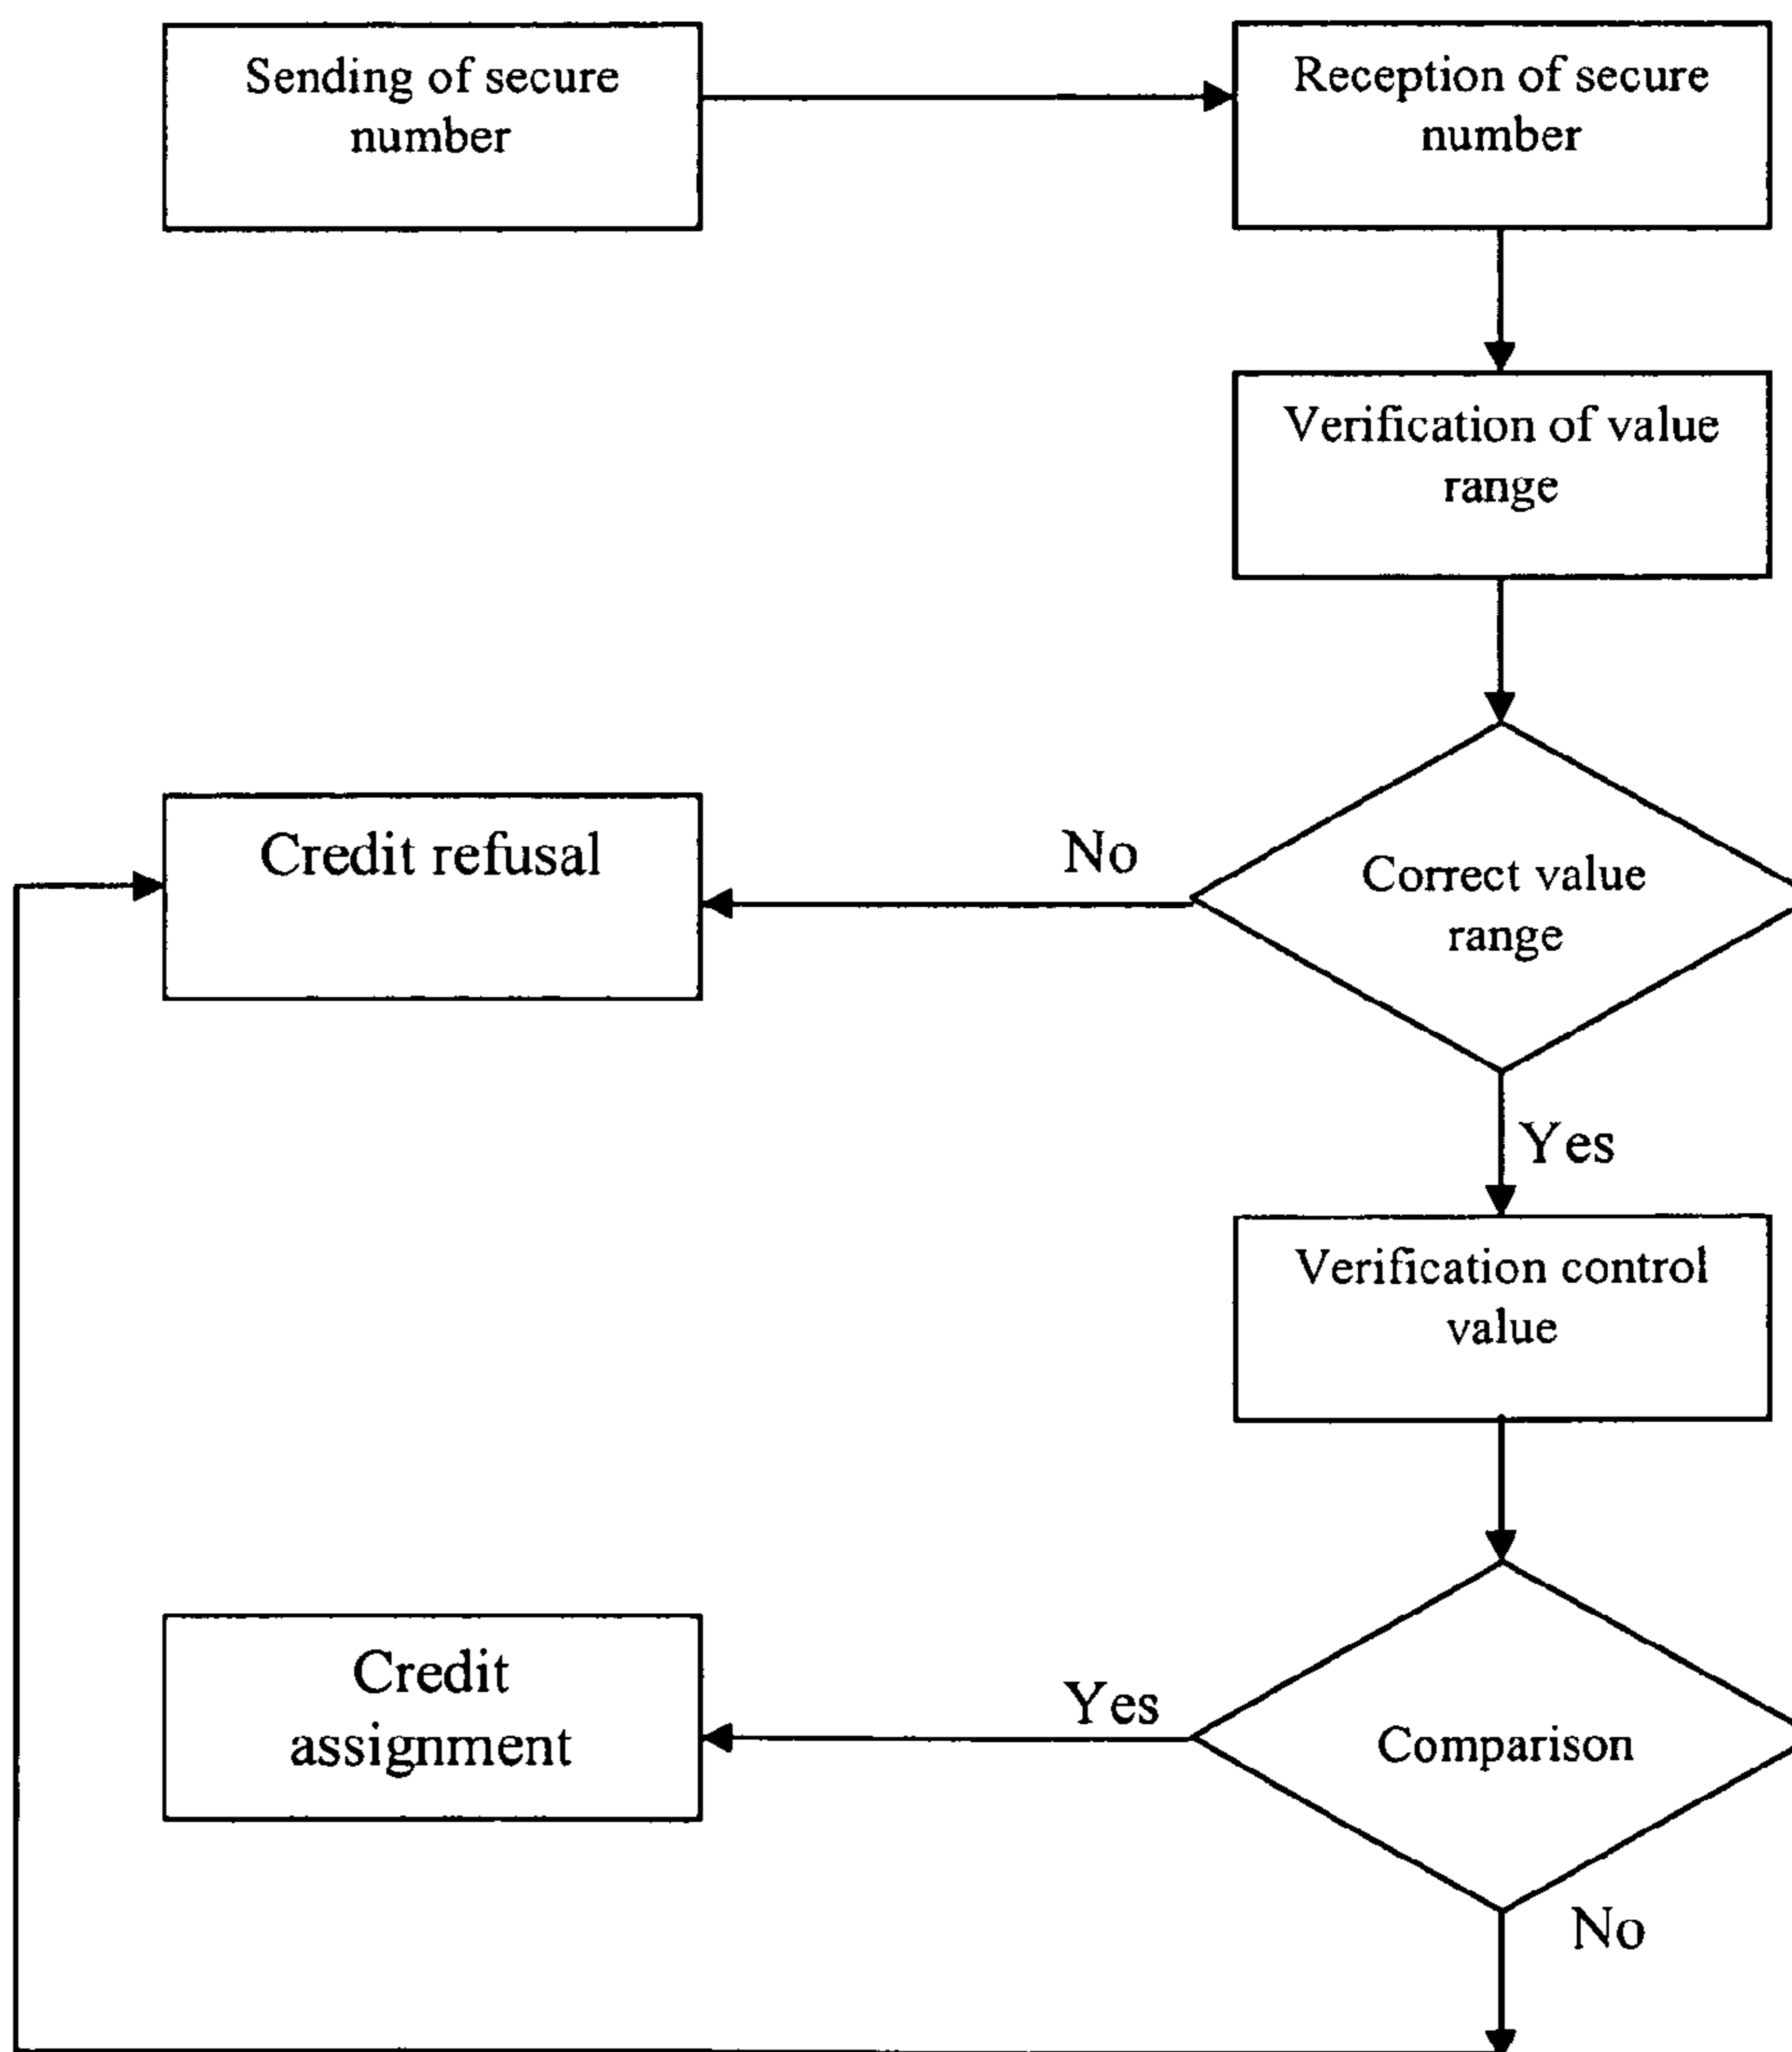 Sending of secure
number
Reception of secure
number
Verification of value
range
Credit refusal
No
Correct value
range
Yes
Verification control
value
Credit
assignment
Yes
Comparison
No